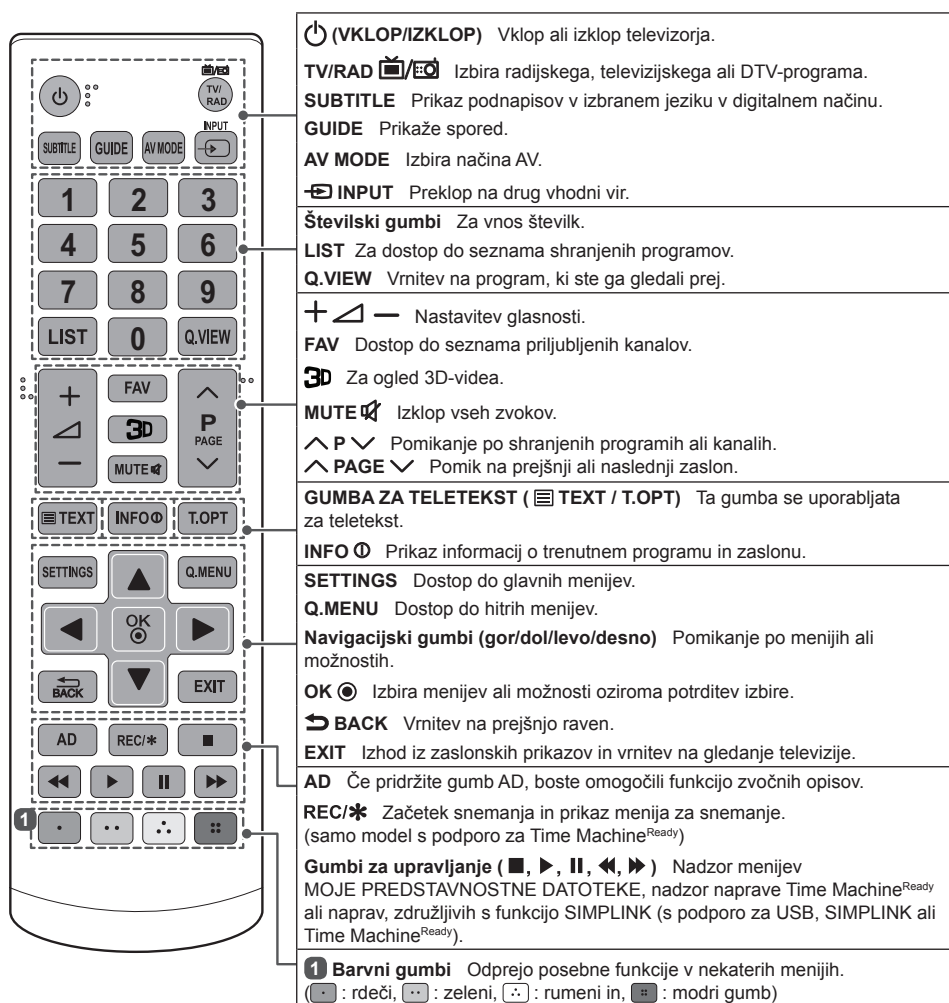 TV/
RAD
INPUT
SUBTITLE GUIDE AV MODE
1 2 3
4 5 6
7 8 9
LIST 0 Q.VIEW
FAV
P
PAGE
3D
MUTE
TEXT INFO T.OPT
SETTINGS Q.MENU
OK
BACK EXIT
AD REC/*
1
(VKLOP/IZKLOP) Vklop ali izklop televizorja.
TV/RAD / Izbira radijskega, televizijskega ali DTV-programa.
SUBTITLE Prikaz podnapisov v izbranem jeziku v digitalnem načinu.
GUIDE Prikaže spored.
AV MODE Izbira načina AV.
INPUT Preklop na drug vhodni vir.
Številski gumbi Za vnos številk.
LIST Za dostop do seznama shranjenih programov.
Q.VIEW Vrnitev na program, ki ste ga gledali prej.
+ − Nastavitev glasnosti.
FAV Dostop do seznama priljubljenih kanalov.
3D Za ogled 3D-videa.
MUTE Izklop vseh zvokov.
P Pomikanje po shranjenih programih ali kanalih.
PAGE Pomik na prejšnji ali naslednji zaslon.
GUMBA ZA TELETEKST ( TEXT / T.OPT) Ta gumba se uporabljata
za teletekst.
INFO Prikaz informacij o trenutnem programu in zaslonu.
SETTINGS Dostop do glavnih menijev.
Q.MENU Dostop do hitrih menijev.
Navigacijski gumbi (gor/dol/levo/desno) Pomikanje po menijih ali
možnostih.
OK Izbira menijev ali možnosti oziroma potrditev izbire.
BACK Vrnitev na prejšnjo raven.
EXIT Izhod iz zaslonskih prikazov in vrnitev na gledanje televizije.
AD Če pridržite gumb AD, boste omogočili funkcijo zvočnih opisov.
REC/* Začetek snemanja in prikaz menija za snemanje.
(samo model s podporo za Time MachineReady)
Gumbi za upravljanje (■, ▶, II, ◀◀, ▶▶) Nadzor menijev
MOJE PREDSTAVNOSTNE DATOTEKE, nadzor naprave Time MachineReady
ali naprav, združljivih s funkcijo SIMPLINK (s podporo za USB, SIMPLINK ali
Time MachineReady).
1 Barvni gumbi Odprejo posebne funkcije v nekaterih menijih.
( : rdeči, : zeleni, : rumeni in, : modri gumb)